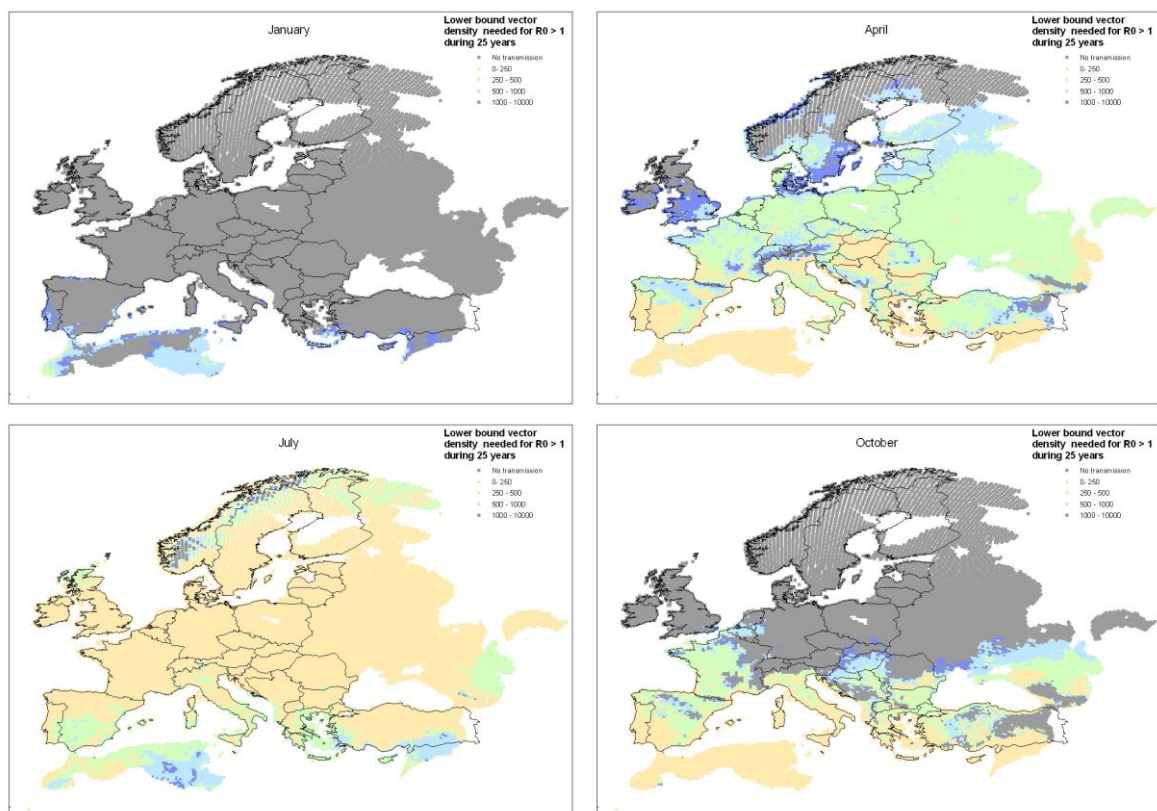 January
Lower bound vector
density needed for R0 > 1
during 25 years
No transmission
0- 250
250 - 500
500 - 1000
1000 - 10000
April
Lower bound vector
density needed for R0 > 1
during 25 years
No transmission
0- 250
250 - 500
500 - 1000
1000 - 10000
July
Lower bound vector
density needed for R0 > 1
during 25 years
No transmission
0- 250
250 - 500
500 - 1000
1000 - 10000
October
Lower bound vector
density needed for R0 > 1
during 25 years
No transmission
0- 250
250 - 500
500 - 1000
1000 - 10000